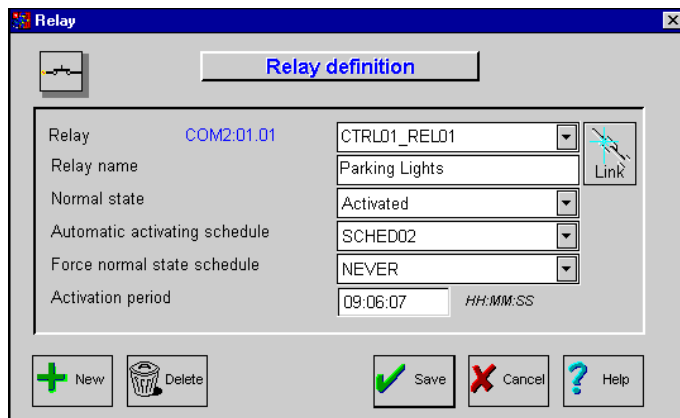 Relay
Relay definition
Relay COM2:01.01 CTRL01_REL01
Link
Relay name Parking Lights
Normal state Activated
Automatic activating schedule SCHED02
Force normal state schedule NEVER
Activation period 09:06:07 HH:MM:SS
New Delete Save Cancel Help